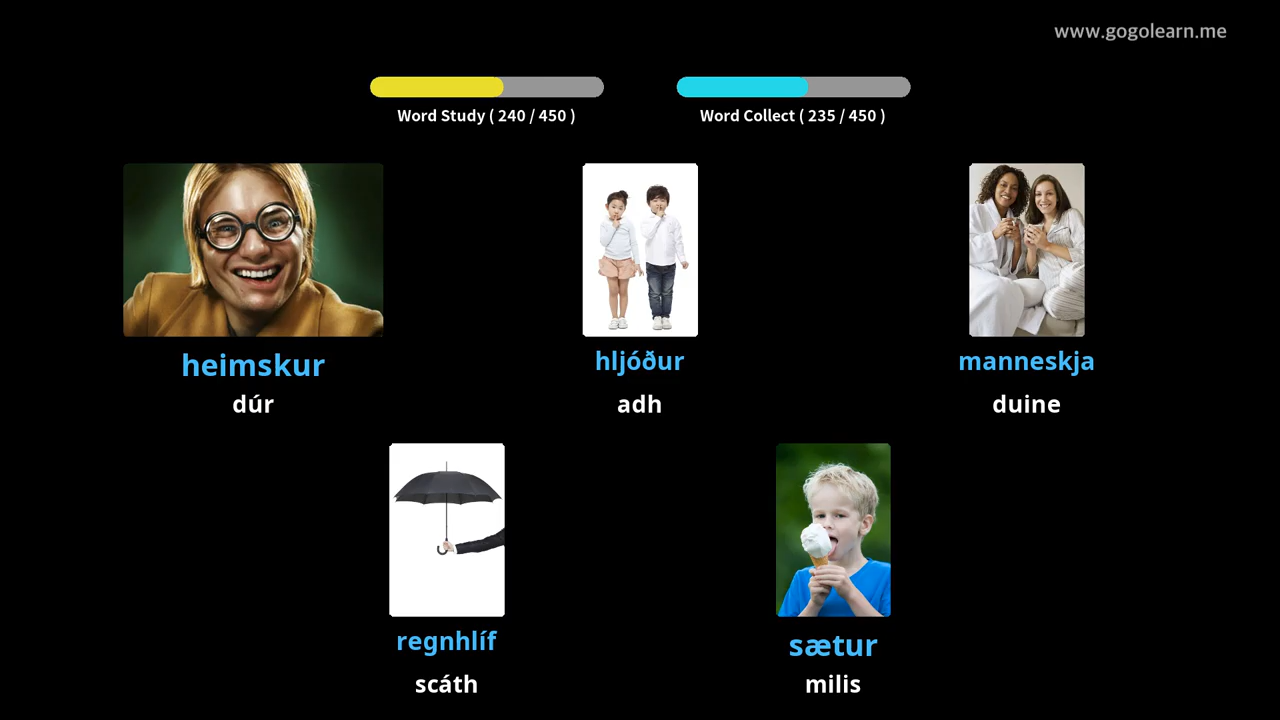 www.gogolearn.me
Word Study ( 240 / 450 )
Word Collect ( 235 / 450 )
heimskur
dúr
hljóður
adh
manneskja
duine
regnhlíf
scáth
sætur
milis